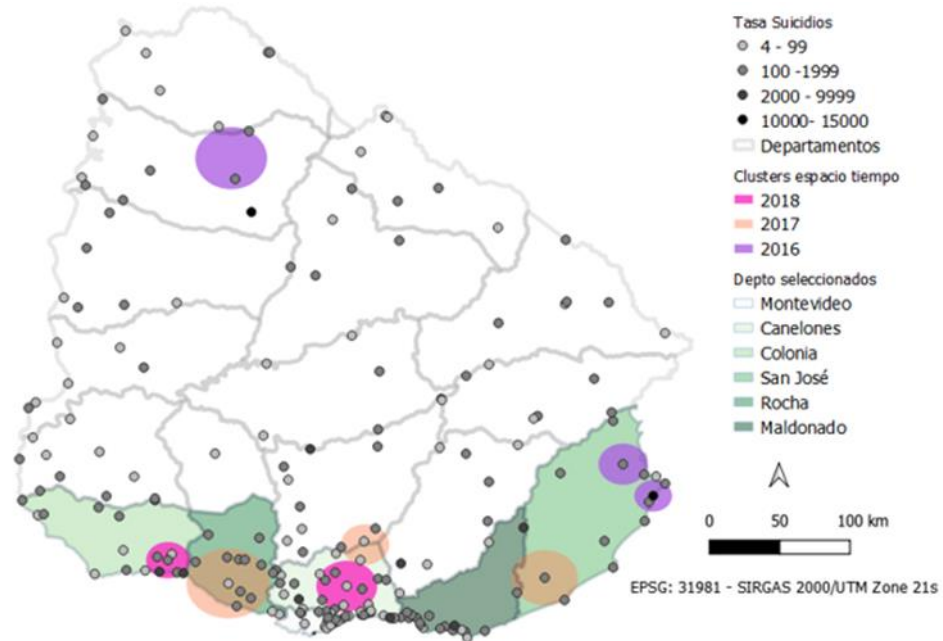 Tasa Suicidios
4 - 99
100 -1999
2000 - 9999
10000- 15000
Departamentos
Clusters espacio tiempo
2018
2017
2016
Depto seleccionados
Montevideo
Canelones
Colonia
San José
Rocha
Maldonado
0 50 100 km
EPSG: 31981 - SIRGAS 2000/UTM Zone 21s